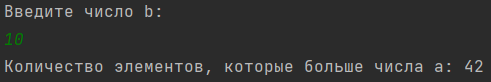 Введите число b:
10
Количество элементов, которые больше числа a: 42